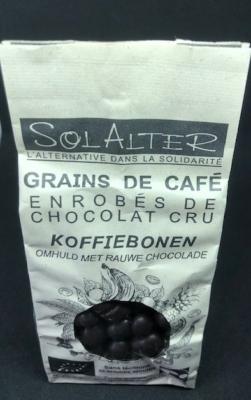 SOLALTER
L'ALTERNATIVE DANS LA SOLIDARITÉ
GRAINS DE CAFÉ
ENROBÉS DE
CHOCOLAT CRU
KOFFIEBONEN
OMHULD MET RAUWE CHOCOLADE